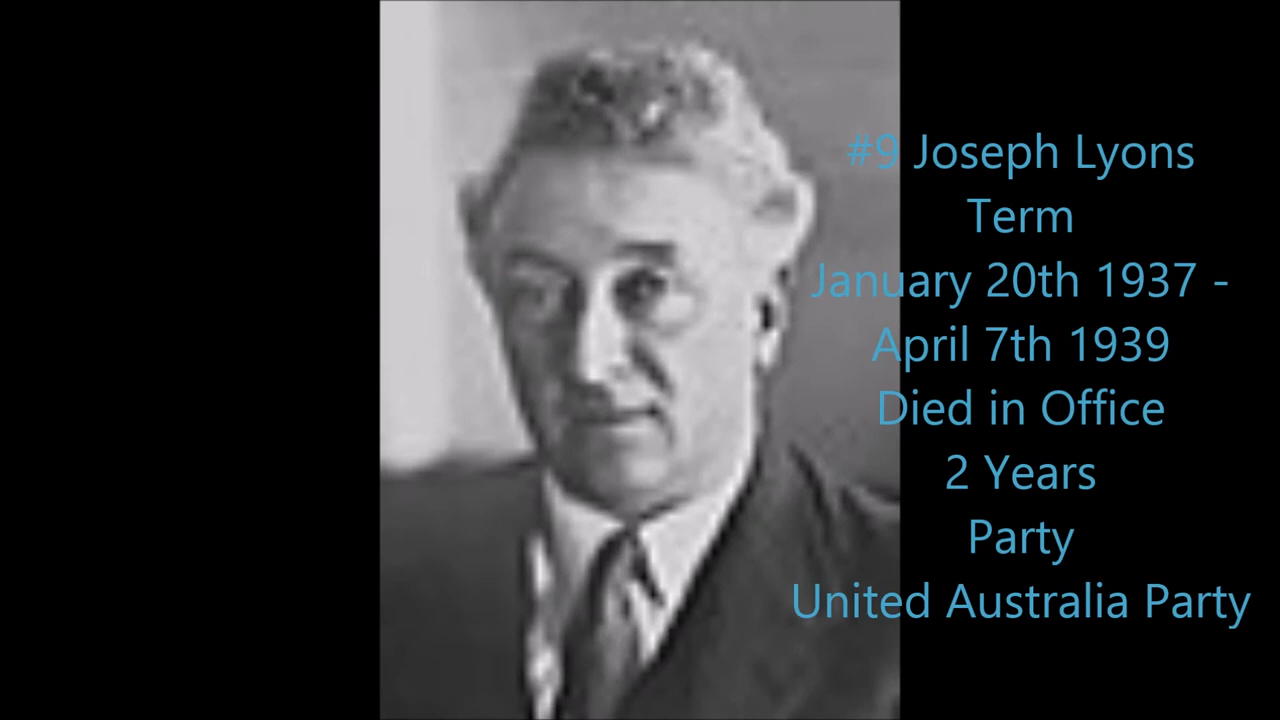 #9 Joseph Lyons
Term
January 20th 1937 -
April 7th 1939
Died in Office
2 Years
Party
United Australia Party